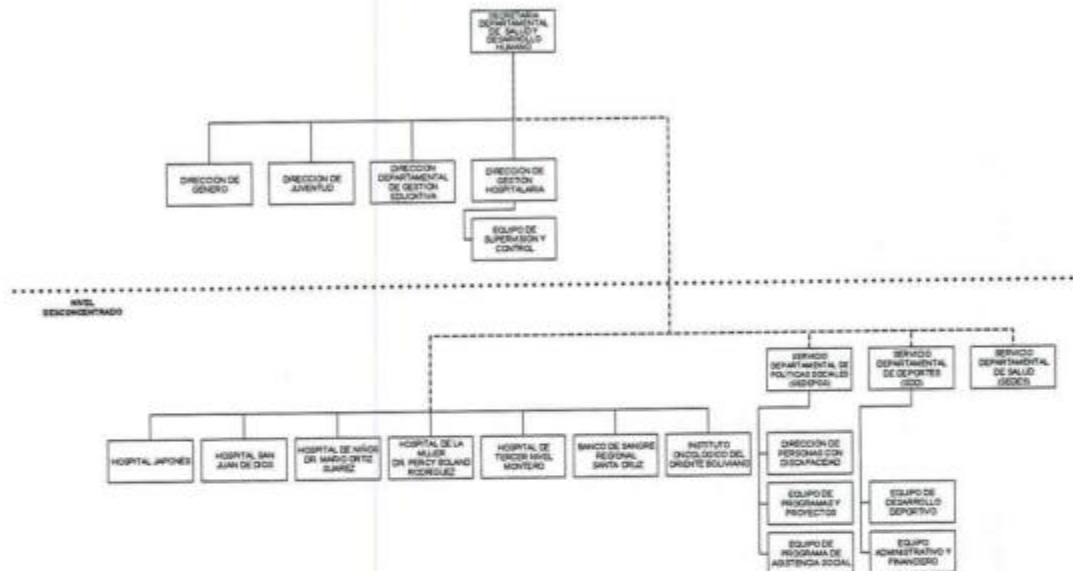 SECRETARIA
DEPARTAMENTAL
DE SALUD Y
DESARROLLO
HUMANO
DIRECCION DE
GÉNERO
DIRECCION DE
JUVENTUD
DIRECCION
DEPARTAMENTAL
DE GESTION
EDUCATIVA
DIRECCION DE
GESTION
HOSPITALARIA
EQUIPO DE
SUPERVISION Y
CONTROL
NIVEL
DESCONCENTRADO
SERVICIO
DEPARTAMENTAL DE
POLITICAS SOCIALES
(SEDEPOS)
SERVICIO
DEPARTAMENTAL
DE DEPORTES (SDD)
SERVICIO
DEPARTAMENTAL
DE SALUD
(SEDES)
HOSPITAL JAPONÉS
HOSPITAL SAN
JUAN DE DIOS
HOSPITAL DE NIÑOS
DR. MARIO ORTIZ
SUAREZ
HOSPITAL DE LA
MUJER
DR. PERCY BOLAND
RODRIGUEZ
HOSPITAL DE
TERCER NIVEL
MONTERO
BANCO DE SANGRE
REGIONAL
SANTA CRUZ
INSTITUTO
ONCOLOGICO DEL
ORIENTE BOLIVIANO
DIRECCION DE
PERSONAS CON
DISCAPACIDAD
EQUIPO DE
PROGRAMAS Y
PROYECTOS
EQUIPO DE
PROGRAMA DE
ASISTENCIA SOCIAL
EQUIPO DE
DESARROLLO
DEPORTIVO
EQUIPO
ADMINISTRATIVO Y
FINANCIERO